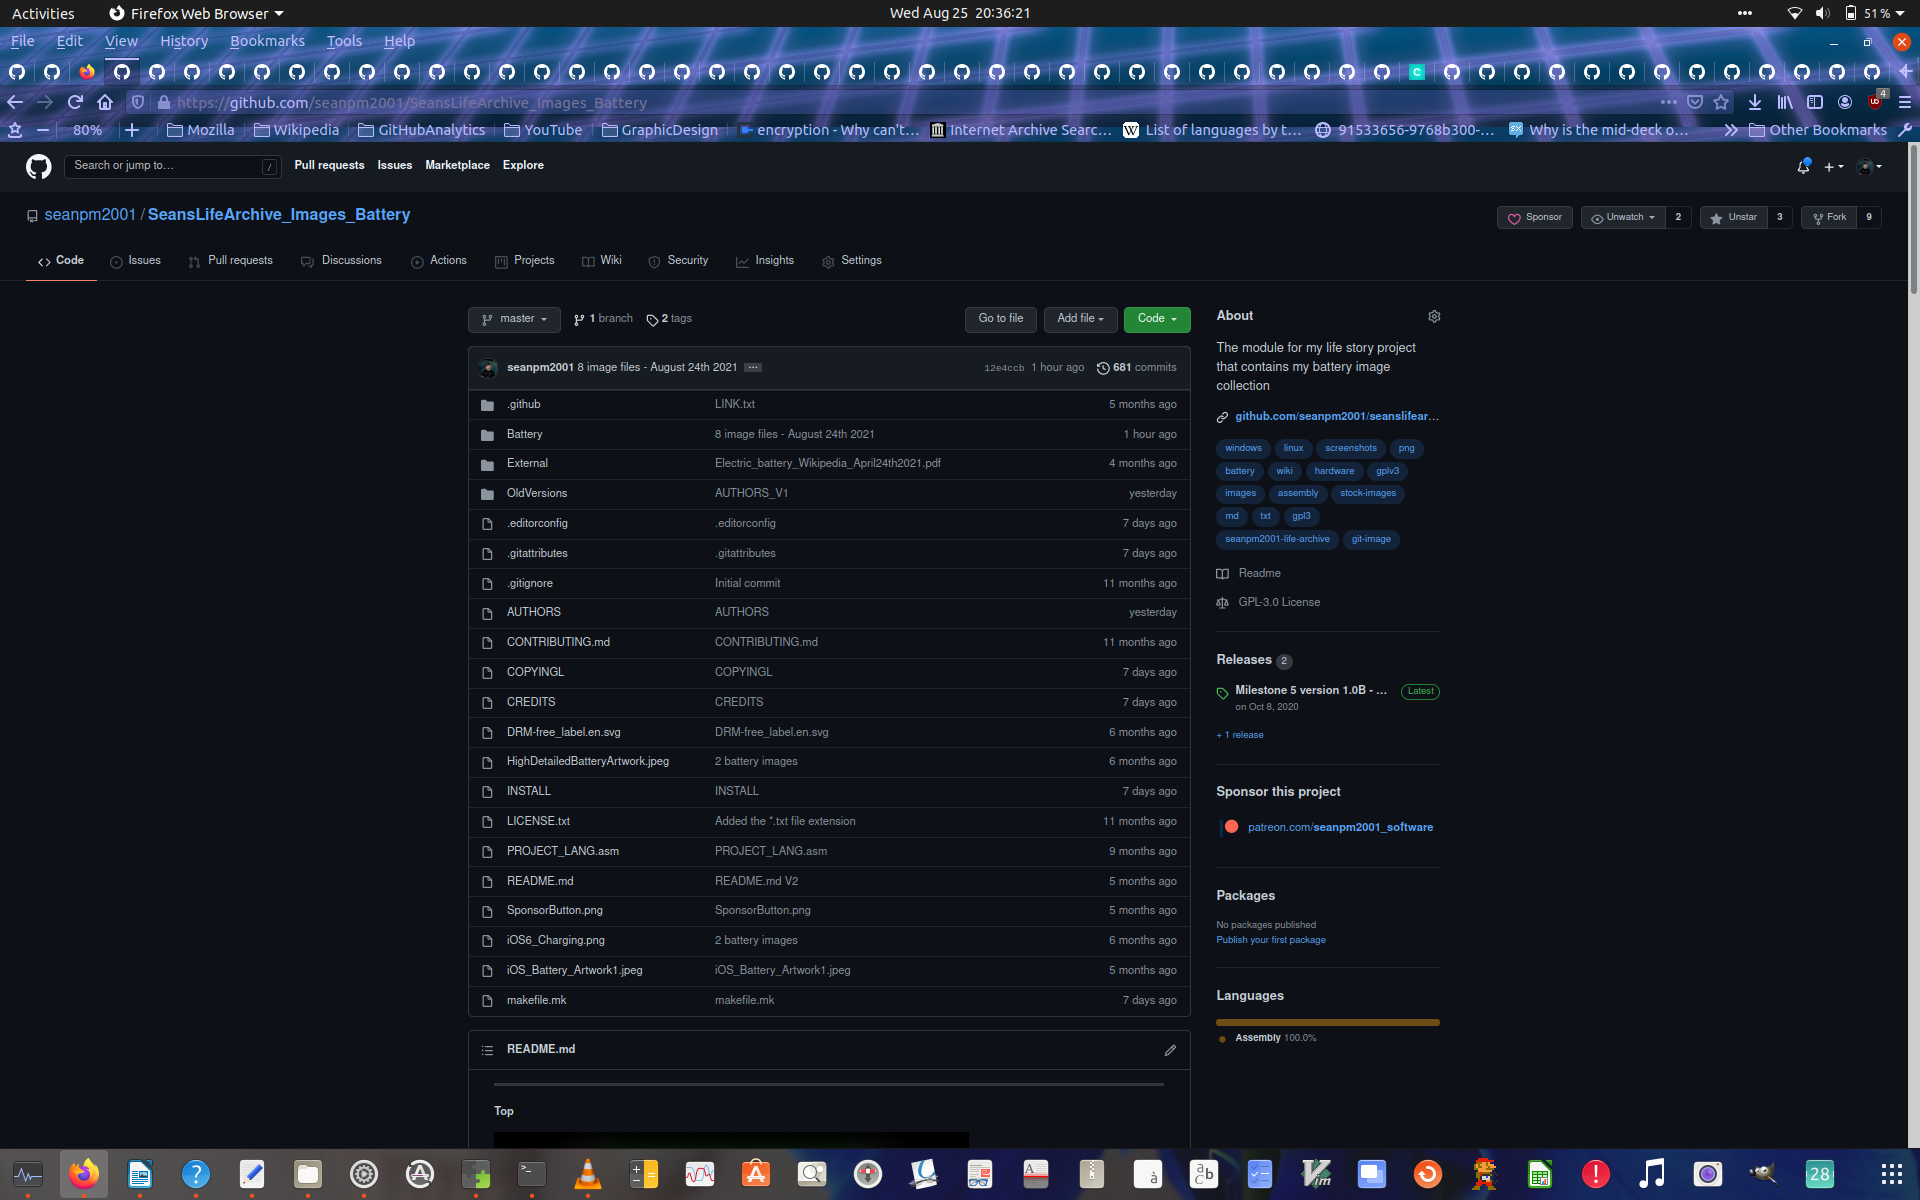 Activities Firefox Web Browser Wed Aug 25 20:36:21 51 %
File Edit View History Bookmarks Tools Help
https://github.com/seanpm2001/SeansLifeArchive_Images_Battery 4
80% Mozilla Wikipedia GitHubAnalytics YouTube GraphicDesign encryption - Why can't… Internet Archive Searc… List of languages by t… 91533656-9768b300-… Why is the mid-deck o… Other Bookmarks
Search or jump to… / Pull requests Issues Marketplace Explore
seanpm2001 / SeansLifeArchive_Images_Battery Sponsor Unwatch 2 Unstar 3 Fork 9
Code Issues Pull requests Discussions Actions Projects Wiki Security Insights Settings
master 1 branch 2 tags Go to file Add file Code
seanpm2001 8 image files - August 24th 2021 … 12e4ccb 1 hour ago 681 commits
.github LINK.txt 5 months ago
Battery 8 image files - August 24th 2021 1 hour ago
External Electric_battery_Wikipedia_April24th2021.pdf 4 months ago
OldVersions AUTHORS_V1 yesterday
.editorconfig .editorconfig 7 days ago
.gitattributes .gitattributes 7 days ago
.gitignore Initial commit 11 months ago
AUTHORS AUTHORS yesterday
CONTRIBUTING.md CONTRIBUTING.md 11 months ago
COPYINGL COPYINGL 7 days ago
CREDITS CREDITS 7 days ago
DRM-free_label.en.svg DRM-free_label.en.svg 6 months ago
HighDetailedBatteryArtwork.jpeg 2 battery images 6 months ago
INSTALL INSTALL 7 days ago
LICENSE.txt Added the *.txt file extension 11 months ago
PROJECT_LANG.asm PROJECT_LANG.asm 9 months ago
README.md README.md V2 5 months ago
SponsorButton.png SponsorButton.png 5 months ago
iOS6_Charging.png 2 battery images 6 months ago
iOS_Battery_Artwork1.jpeg iOS_Battery_Artwork1.jpeg 5 months ago
makefile.mk makefile.mk 7 days ago
README.md
Top
About
The module for my life story project
that contains my battery image
collection
github.com/seanpm2001/seanslifear…
windows linux screenshots png
battery wiki hardware gplv3
images assembly stock-images
md txt gpl3
seanpm2001-life-archive git-image
Readme
GPL-3.0 License
Releases 2
Milestone 5 version 1.0B - … Latest
on Oct 8, 2020
+ 1 release
Sponsor this project
patreon.com/seanpm2001_software
Packages
No packages published
Publish your first package
Languages
Assembly 100.0%
28